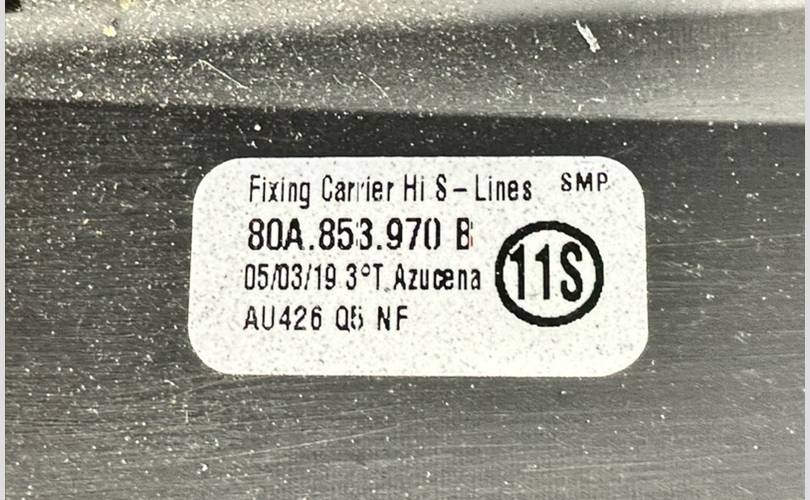 Fixing Carrier Hi S-Lines SMP
80A.853.970 B
05/03/19 3°T Azucena
11S
AU426 Q5 NF